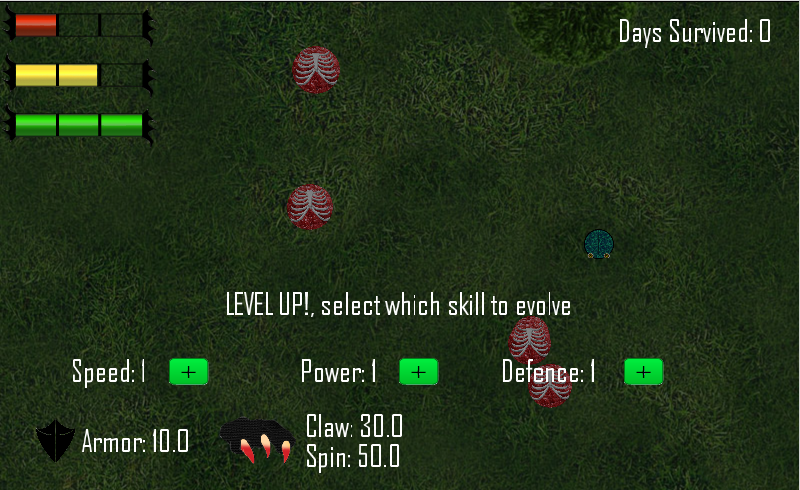 Days Survived: 0
LEVEL UP!, select which skill to evolve
Speed: 1 +
Power: 1 +
Defence: 1 +
Armor: 10.0
Claw: 30.0
Spin: 50.0